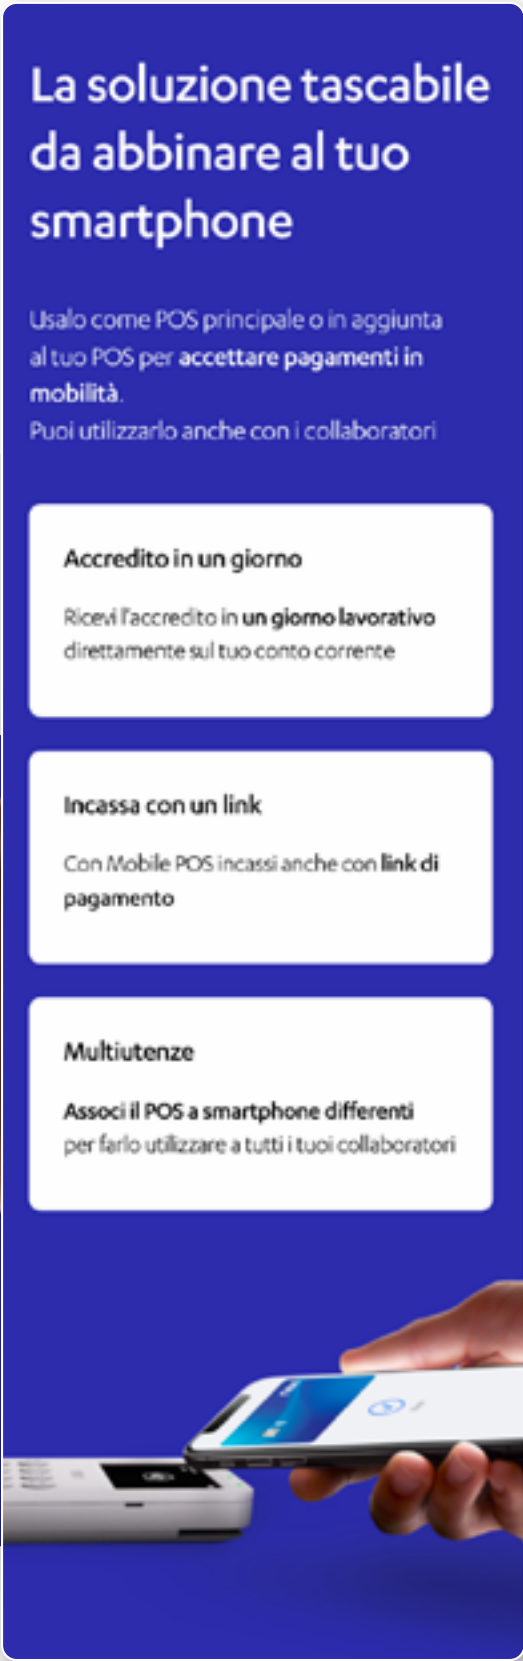 La soluzione tascabile
da abbinare al tuo
smartphone
Usalo come POS principale o in aggiunta
al tuo POS per accettare pagamenti in
mobilità.
Puoi utilizzarlo anche con i collaboratori
Accredito in un giorno
Ricevi l'accredito in un giorno lavorativo
direttamente sul tuo conto corrente
Incassa con un link
Con Mobile POS incassi anche con link di
pagamento
Multiutenze
Associ il POS a smartphone differenti
per farlo utilizzare a tutti i tuoi collaboratori